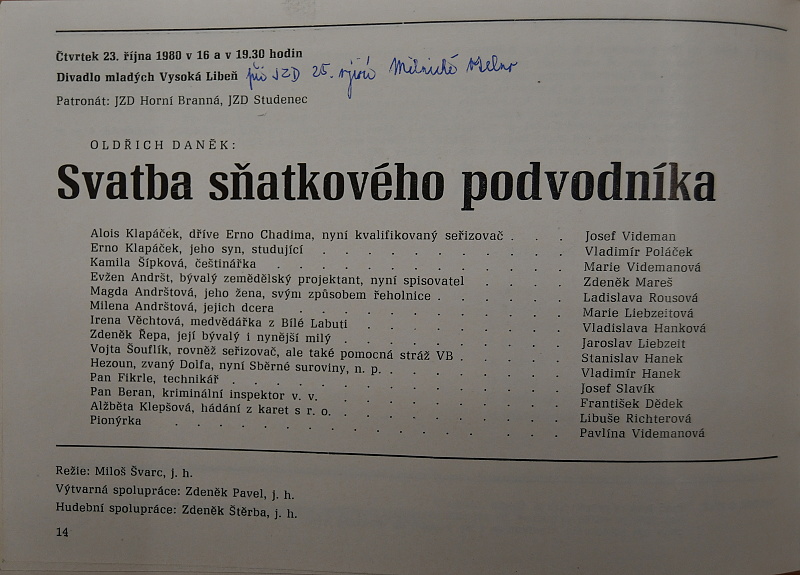 Čtvrtek 23. října 1980 v 16 a v 19.30 hodin
Divadlo mladých Vysoká Libeň při JZD 25. výročí Mělnické Vtelno
Patronát: JZD Horní Branná, JZD Studenec
OLDŘICH DANĚK:
Svatba sňatkového podvodníka
Alois Klapáček, dříve Erno Chadima, nyní kvalifikovaný seřizovač . . . Josef Videman
Erno Klapáček, jeho syn, studující . . . . . . . . Vladimír Poláček
Kamila Šípková, češtinářka . . . . . . . . . Marie Videmanová
Evžen Andršt, bývalý zemědělský projektant, nyní spisovatel . . . . Zdeněk Mareš
Magda Andrštová, jeho žena, svým způsobem řeholnice . . . . . Ladislava Rousová
Milena Andrštová, jejich dcera . . . . . . . . . Marie Liebzeitová
Irena Věchtová, medvědářka z Bílé Labuti . . . . . . . Vladislava Hanková
Zdeněk Řepa, její bývalý i nynější milý . . . . . . . Jaroslav Liebzeit
Vojta Šouflík, rovněž seřizovač, ale také pomocná stráž VB . . . . Stanislav Hanek
Hezoun, zvaný Dolfa, nyní Sběrné suroviny, n. p. . . . . . . Vladimír Hanek
Pan Fikrle, technikář . . . . . . . . . . Josef Slavík
Pan Beran, kriminální inspektor v. v. . . . . . . . František Dědek
Alžběta Klepšová, hádání z karet s r. o. . . . . . . . Libuše Richterová
Pionýrka . . . . . . . . . . . Pavlína Videmanová
Režie: Miloš Švarc, j. h.
Výtvarná spolupráce: Zdeněk Pavel, j. h.
Hudební spolupráce: Zdeněk Štěrba, j. h.
14